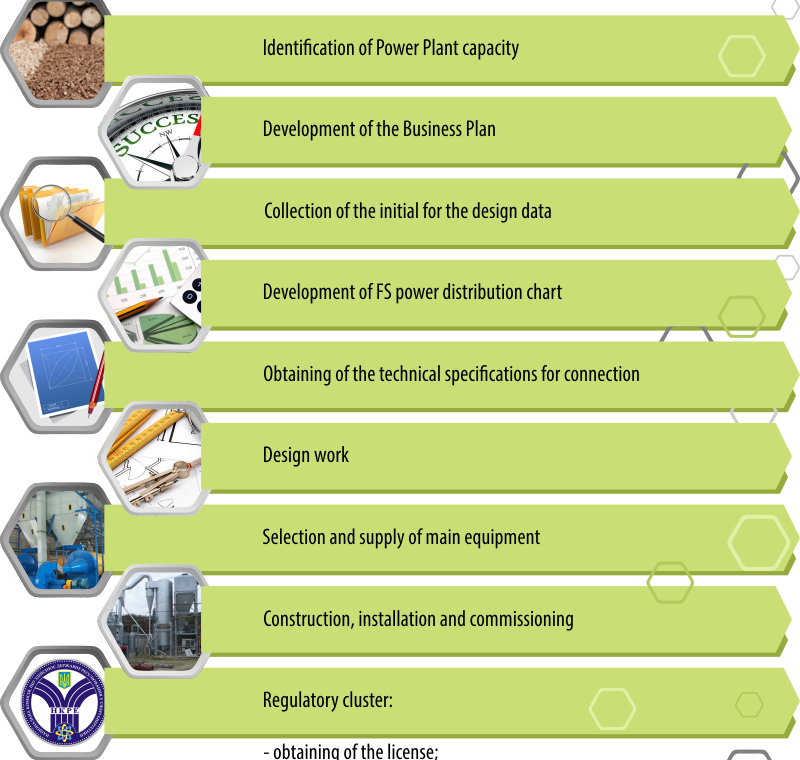 Identification of Power Plant capacity
SUCCESS
NW
Development of the Business Plan
Collection of the initial for the design data
Development of FS power distribution chart
Obtaining of the technical specifications for connection
Design work
Selection and supply of main equipment
Construction, installation and commissioning
НКРЕ
Regulatory cluster:
- obtaining of the license;